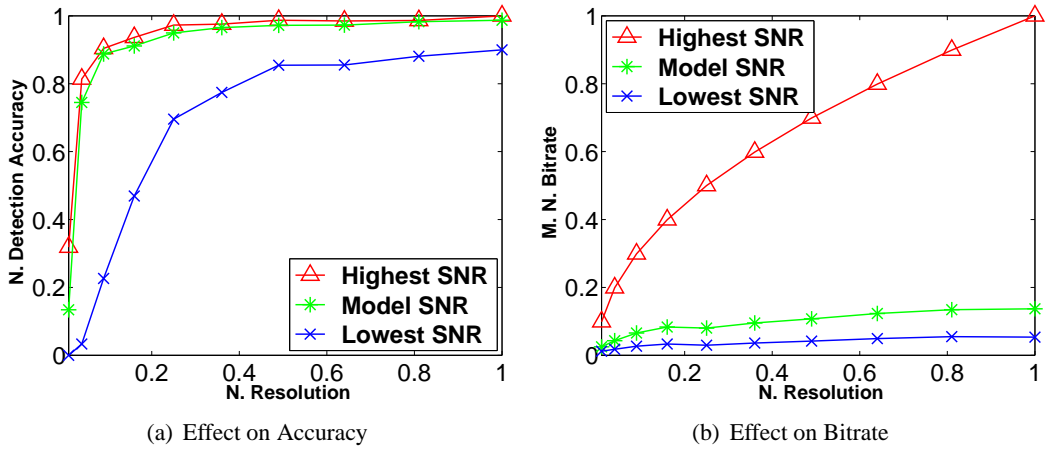 1
0.8
0.6
0.4
0.2
0
N. Detection Accuracy
Highest SNR
Model SNR
Lowest SNR
0.2
0.4
0.6
0.8
1
N. Resolution
(a) Effect on Accuracy
1
0.8
0.6
0.4
0.2
0
M. N. Bitrate
Highest SNR
Model SNR
Lowest SNR
0.2
0.4
0.6
0.8
1
N. Resolution
(b) Effect on Bitrate